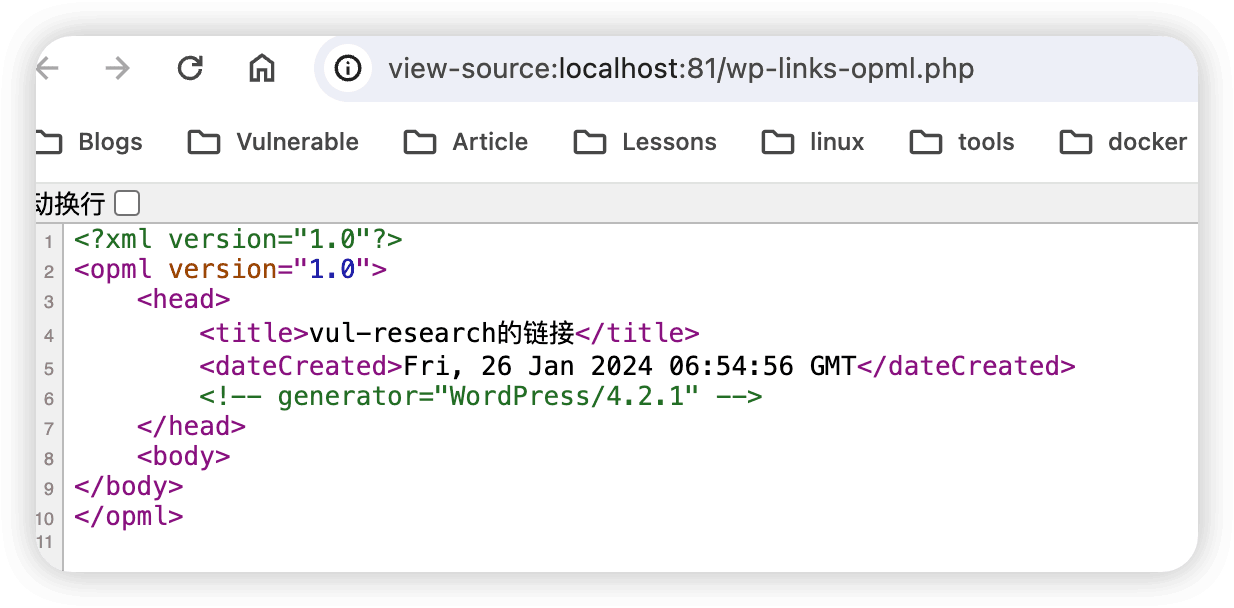 view-source:localhost:81/wp-links-opml.php
Blogs Vulnerable Article Lessons linux tools docker
动换行
1 <?xml version="1.0"?>
2 <opml version="1.0">
3 <head>
4 <title>vul-research的链接</title>
5 <dateCreated>Fri, 26 Jan 2024 06:54:56 GMT</dateCreated>
6 <!-- generator="WordPress/4.2.1" -->
7 </head>
8 <body>
9 </body>
10 </opml>
11